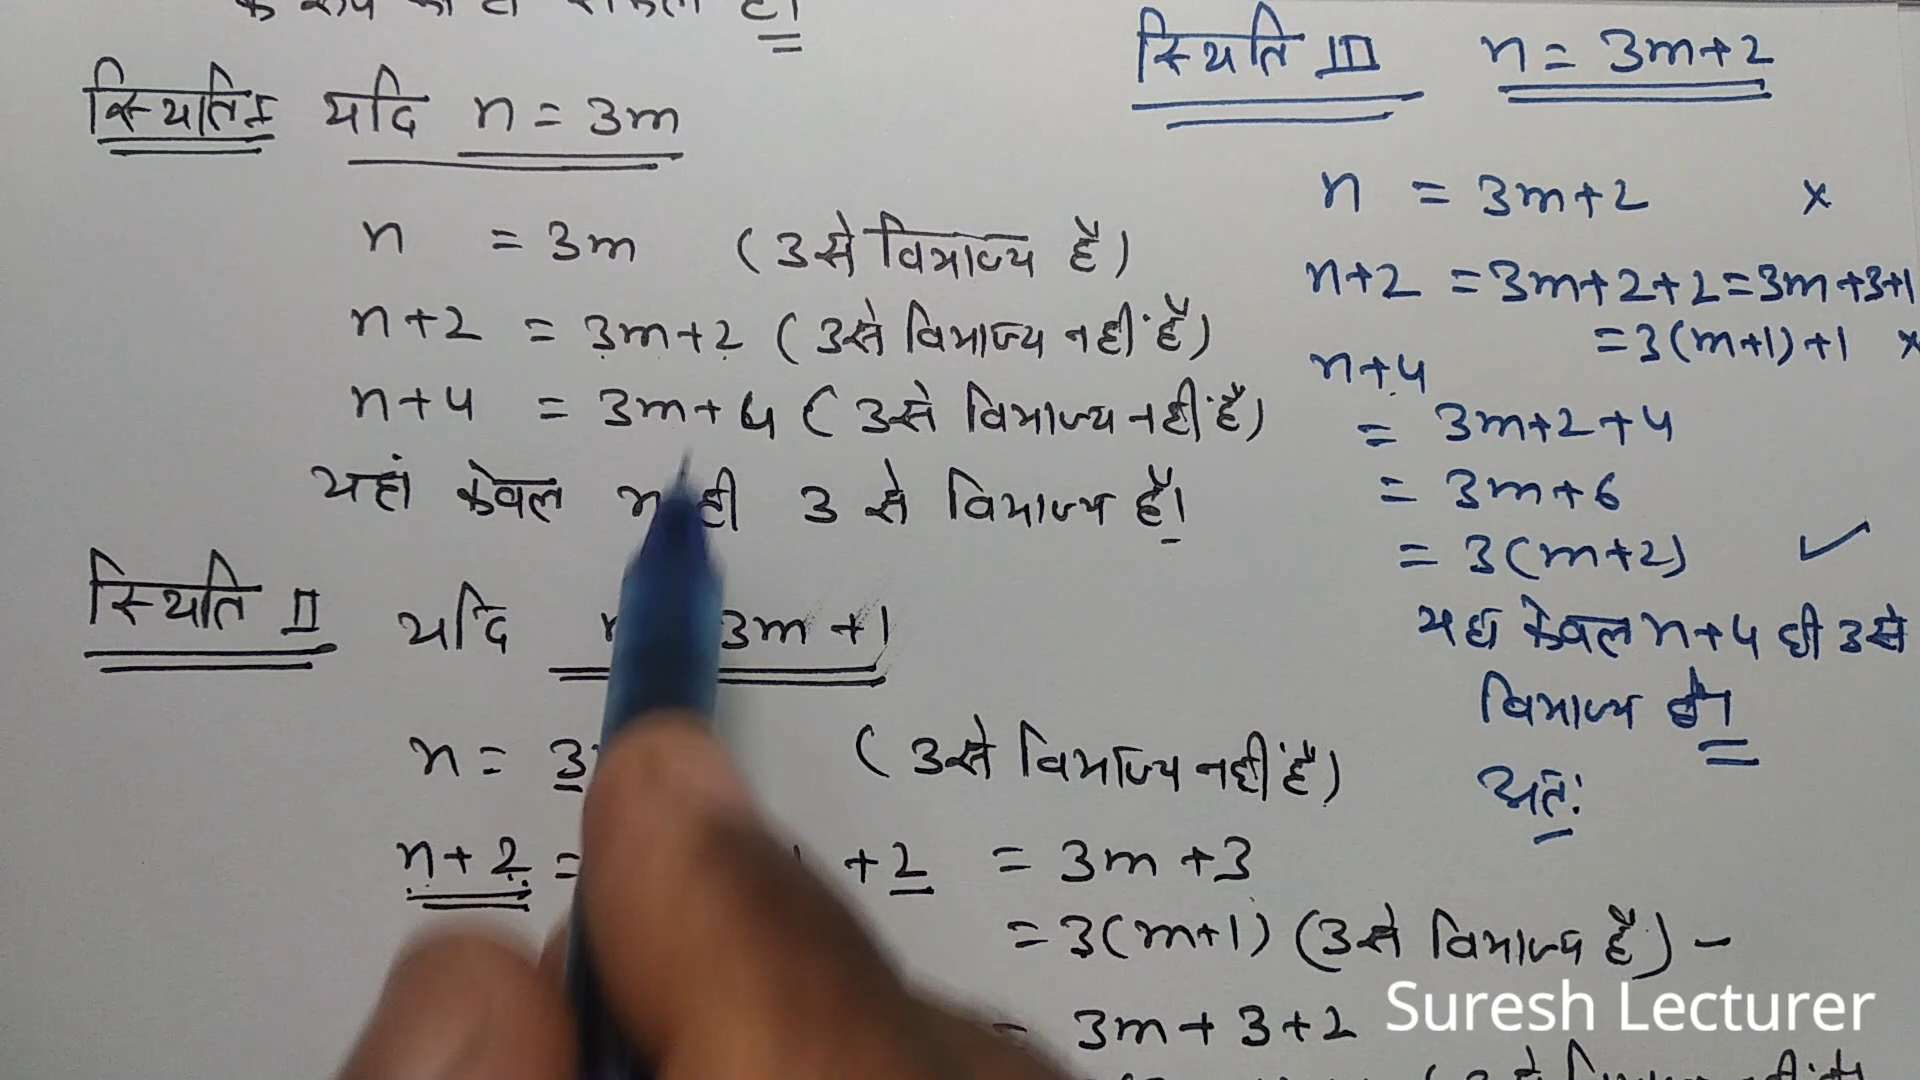 स्थिति I यदि n = 3m
n = 3m (3 से विभाज्य है)
n+2 = 3m+2 (3 से विभाज्य नहीं है)
n+4 = 3m+4 (3 से विभाज्य नहीं है)
यहां केवल n ही 3 से विभाज्य है।
स्थिति II यदि 3m +1
n = 3 (3 से विभाज्य नहीं है)
n+2 = +2 = 3m+3
= 3(m+1) (3 से विभाज्य है) -
= 3m+3+2
स्थिति III n = 3m+2
n = 3m+2 ×
n+2 = 3m+2+2=3m+3+1
= 3(m+1)+1 ×
n+4
= 3m+2+4
= 3m+6
= 3(m+2) ✓
केवल n+4 ही 3 से
विभाज्य है।
अतः
Suresh Lecturer